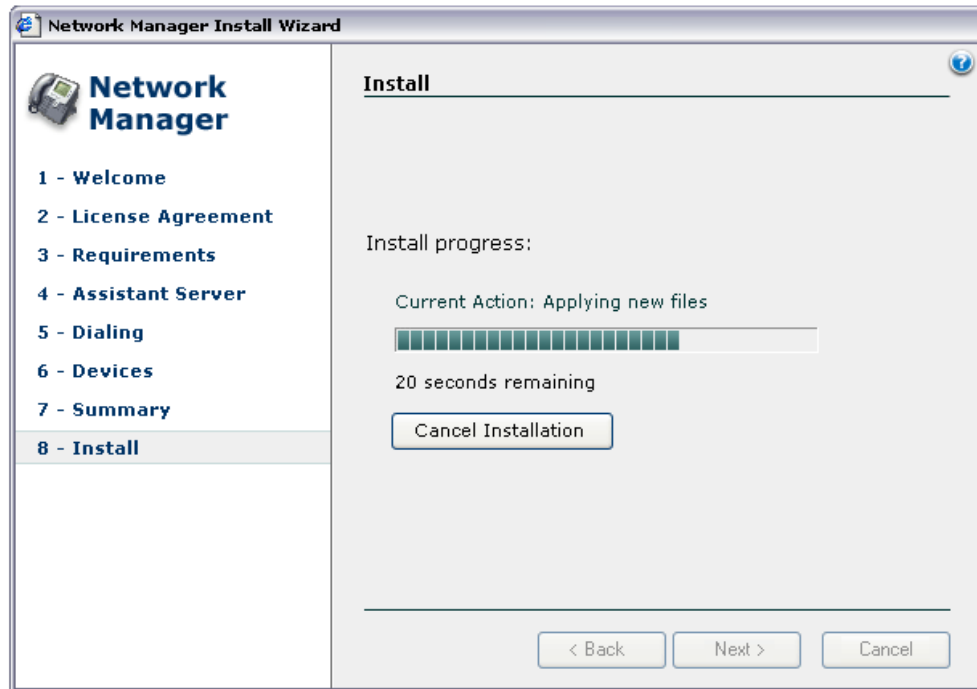 Network Manager Install Wizard
Network
Manager
1 - Welcome
2 - License Agreement
3 - Requirements
4 - Assistant Server
5 - Dialing
6 - Devices
7 - Summary
8 - Install
?
Install
Install progress:
Current Action: Applying new files
20 seconds remaining
Cancel Installation
< Back
Next >
Cancel